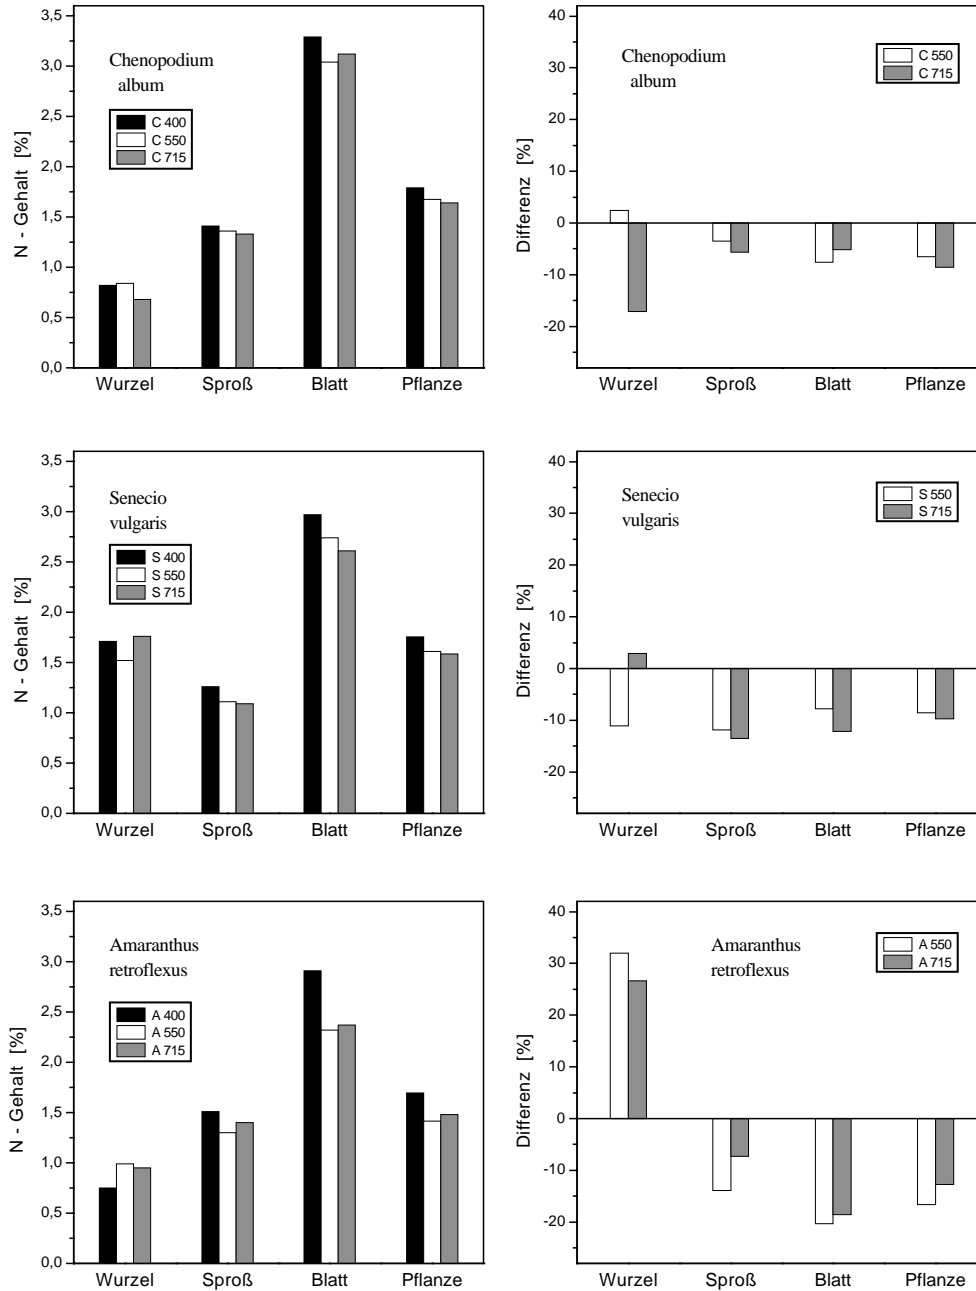 3,5
3,0
2,5
2,0
1,5
1,0
0,5
0,0
N - Gehalt [%]
Chenopodium
album
C 400
C 550
C 715
Wurzel Sproß Blatt Pflanze
40
30
20
10
0
-10
-20
Differenz [%]
Chenopodium
album
C 550
C 715
Wurzel Sproß Blatt Pflanze
3,5
3,0
2,5
2,0
1,5
1,0
0,5
0,0
N - Gehalt [%]
Senecio
vulgaris
S 400
S 550
S 715
Wurzel Sproß Blatt Pflanze
40
30
20
10
0
-10
-20
Differenz [%]
Senecio
vulgaris
S 550
S 715
Wurzel Sproß Blatt Pflanze
3,5
3,0
2,5
2,0
1,5
1,0
0,5
0,0
N - Gehalt [%]
Amaranthus
retroflexus
A 400
A 550
A 715
Wurzel Sproß Blatt Pflanze
40
30
20
10
0
-10
-20
Differenz [%]
Amaranthus
retroflexus
A 550
A 715
Wurzel Sproß Blatt Pflanze